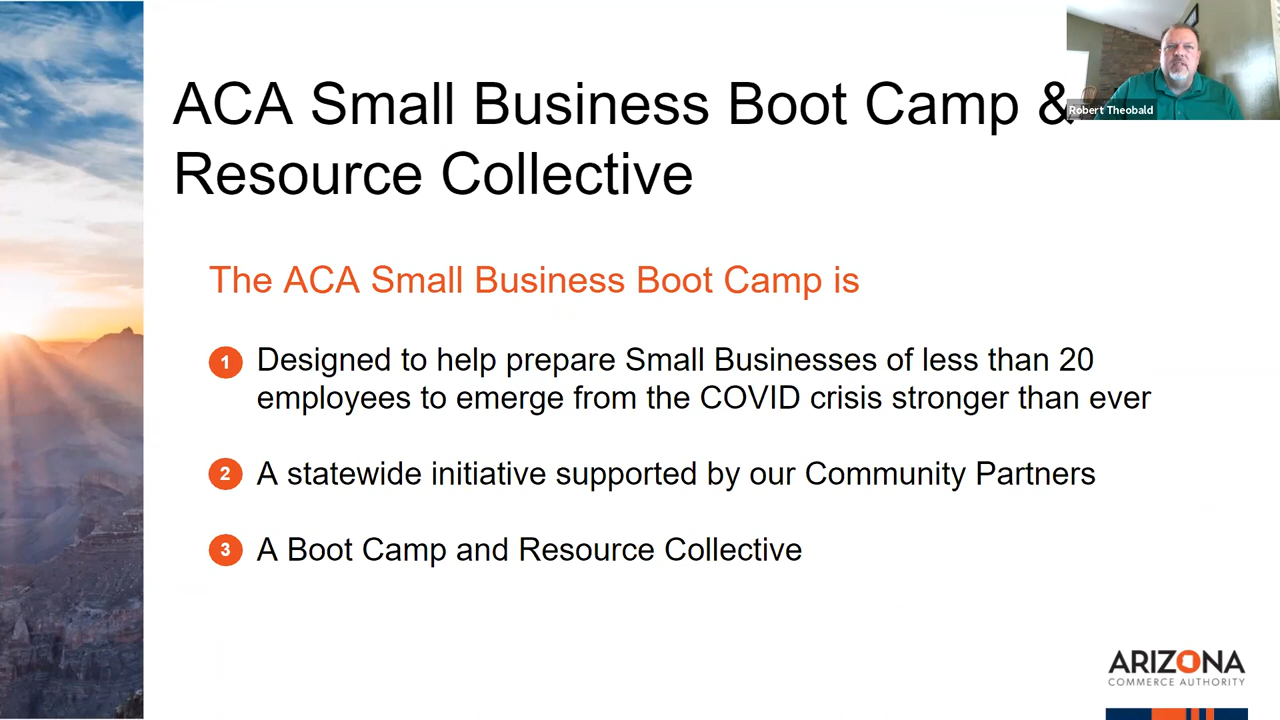 ACA Small Business Boot Camp &
Resource Collective
Robert Theobald
The ACA Small Business Boot Camp is
1 Designed to help prepare Small Businesses of less than 20
employees to emerge from the COVID crisis stronger than ever
2 A statewide initiative supported by our Community Partners
3 A Boot Camp and Resource Collective
ARIZONA
COMMERCE AUTHORITY